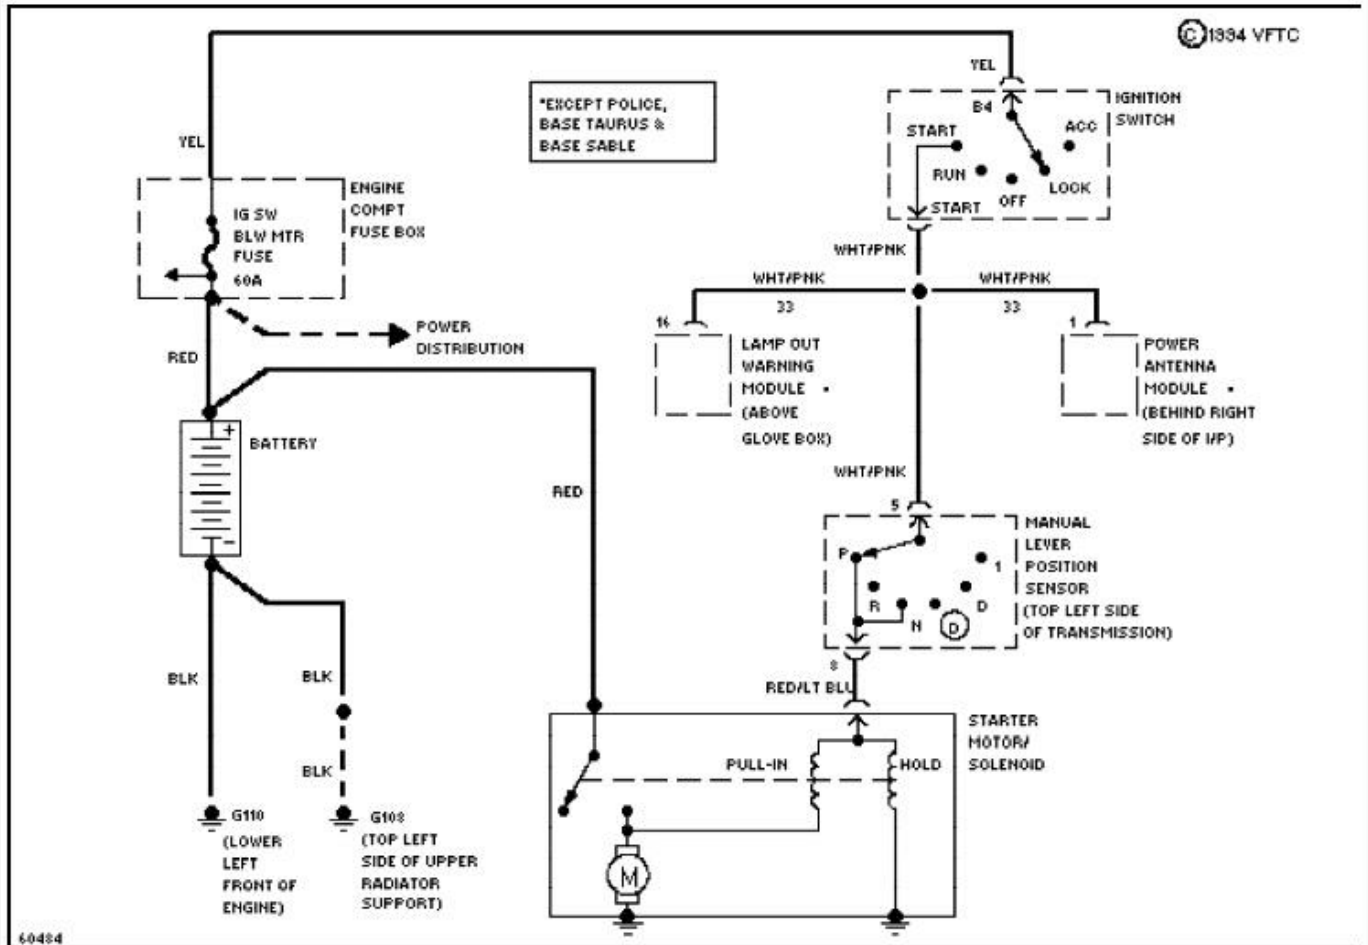 ©1994 VFTC
YEL
*EXCEPT POLICE,
BASE TAURUS &
BASE SABLE
B4
IGNITION
SWITCH
START
ACC
RUN
OFF
LOCK
START
YEL
ENGINE
COMPT
FUSE BOX
IG SW
BLW MTR
FUSE
60A
POWER
DISTRIBUTION
RED
WHT/PNK
WHT/PNK
33
WHT/PNK
33
16
LAMP OUT
WARNING
MODULE •
(ABOVE
GLOVE BOX)
1
POWER
ANTENNA
MODULE •
(BEHIND RIGHT
SIDE OF I/P)
+
BATTERY
-
RED
WHT/PNK
5
MANUAL
LEVER
POSITION
SENSOR
(TOP LEFT SIDE
OF TRANSMISSION)
P
R
N
D
D
1
8
RED/LT BLU
BLK
BLK
BLK
G110
(LOWER
LEFT
FRONT OF
ENGINE)
G108
(TOP LEFT
SIDE OF UPPER
RADIATOR
SUPPORT)
STARTER
MOTOR/
SOLENOID
PULL-IN
HOLD
M
60484